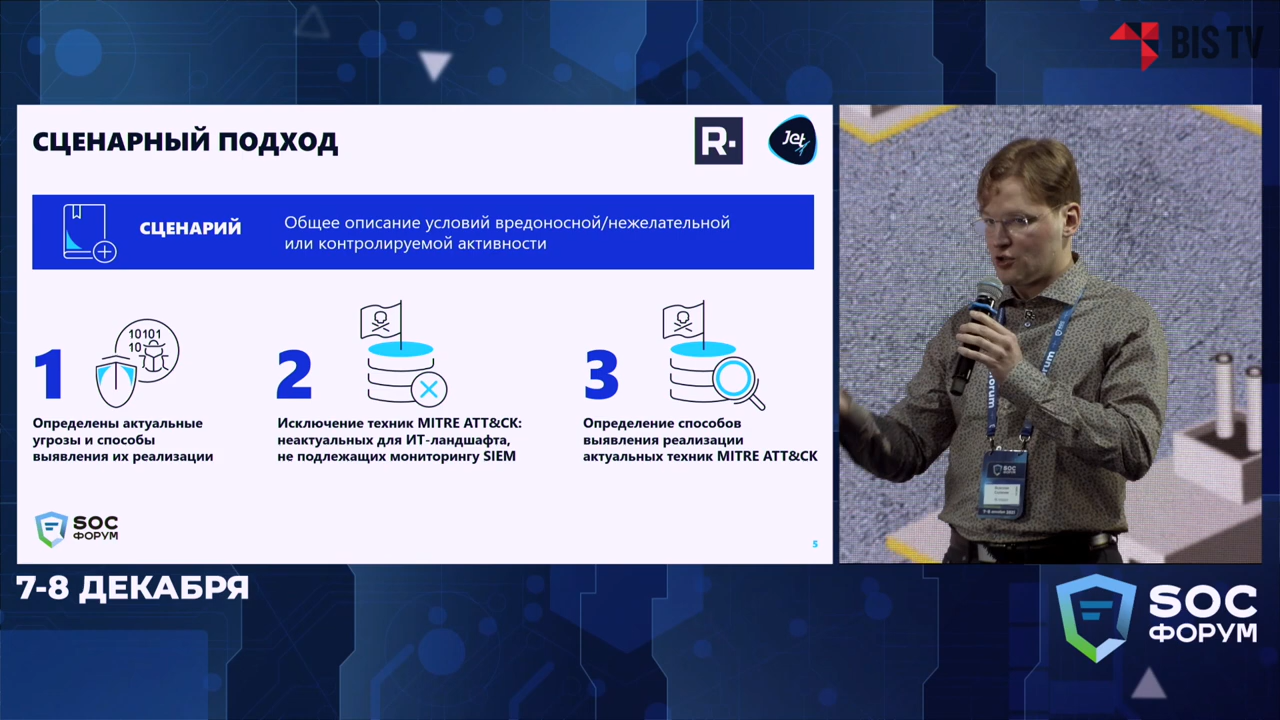 BIS TV
СЦЕНАРНЫЙ ПОДХОД
R·
Jet
СЦЕНАРИЙ
Общее описание условий вредоносной/нежелательной
или контролируемой активности
10101
10
1
Определены актуальные
угрозы и способы
выявления их реализации
2
Исключение техник MITRE ATT&CK:
неактуальных для ИТ-ландшафта,
не подлежащих мониторингу SIEM
3
Определение способов
выявления реализации
актуальных техник MITRE ATT&CK
SOC
ФОРУМ
5
SOC
ФОРУМ
7-8 ДЕКАБРЯ
SOC
ФОРУМ